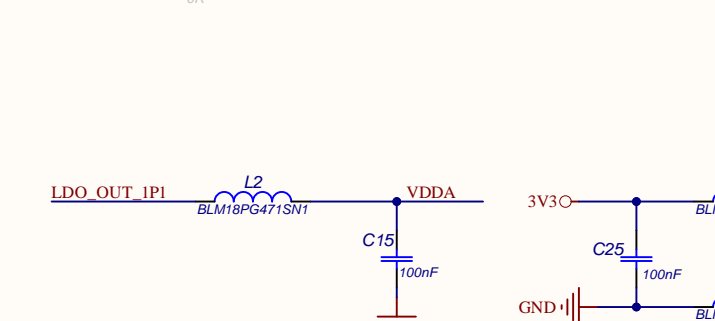 L2
LDO_OUT_1P1
VDDA
BLM18PG471SN1
3V3
C15
C25
100nF
100nF
GND